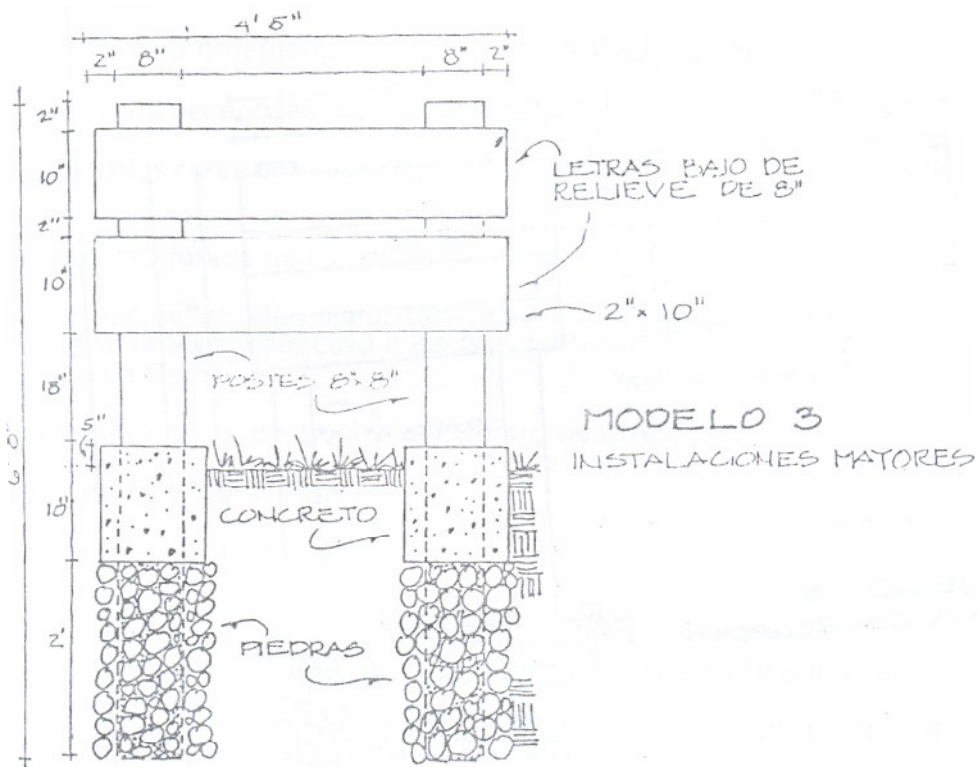 4' 5"
2" 8" 8" 2"
2"
10"
2"
10"
18"
5"
10"
2'
LETRAS BAJO DE
RELIEVE DE 8"
2" x 10"
POSTES 8" 8"
MODELO 3
INSTALACIONES MAYORES
CONCRETO
PIEDRAS